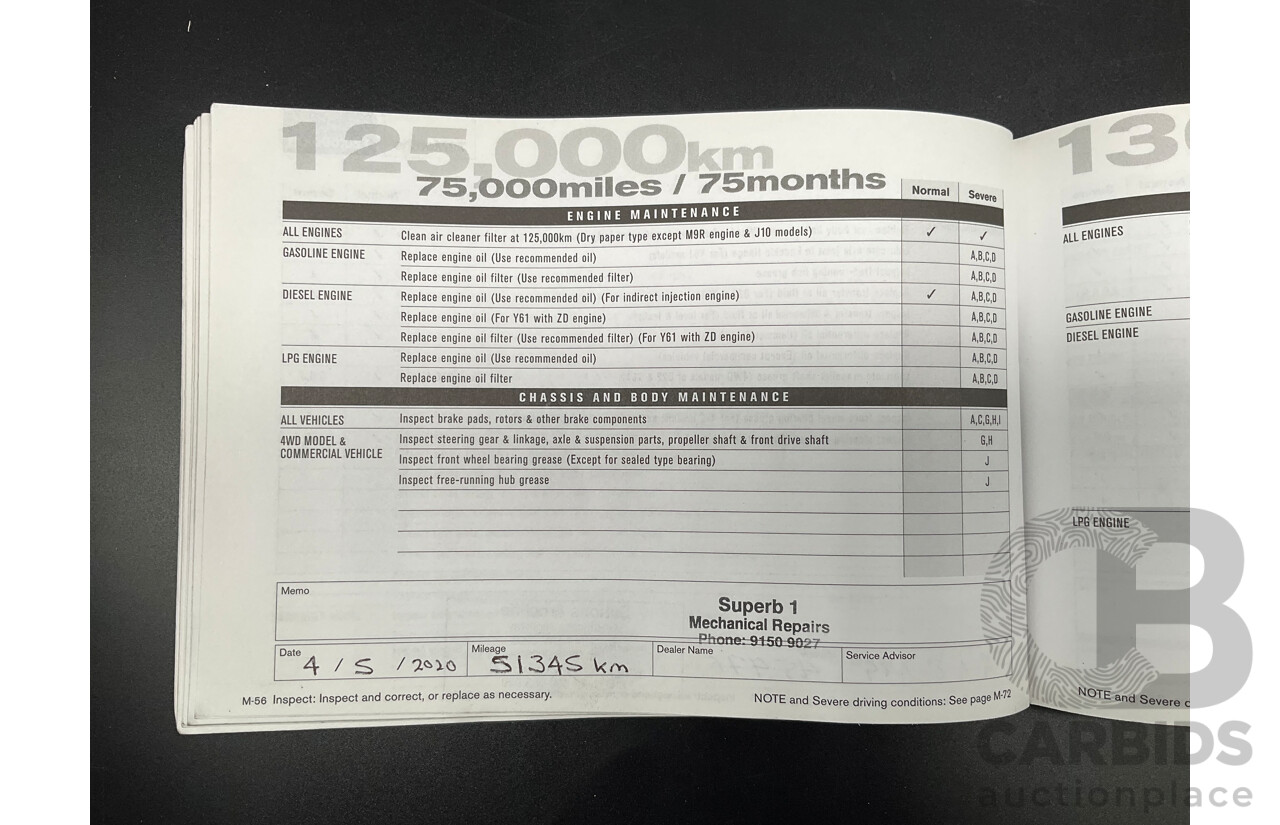 125,000km
75,000miles / 75months
Normal Severe
ENGINE MAINTENANCE
ALL ENGINES Clean air cleaner filter at 125,000km (Dry paper type except M9R engine & J10 models) ✓ ✓
GASOLINE ENGINE Replace engine oil (Use recommended oil) A,B,C,D
Replace engine oil filter (Use recommended filter) A,B,C,D
DIESEL ENGINE Replace engine oil (Use recommended oil) (For indirect injection engine) ✓ A,B,C,D
Replace engine oil (For Y61 with ZD engine) A,B,C,D
Replace engine oil filter (Use recommended filter) (For Y61 with ZD engine) A,B,C,D
LPG ENGINE Replace engine oil (Use recommended oil) A,B,C,D
Replace engine oil filter A,B,C,D
CHASSIS AND BODY MAINTENANCE
ALL VEHICLES Inspect brake pads, rotors & other brake components A,C,G,H,I
4WD MODEL & Inspect steering gear & linkage, axle & suspension parts, propeller shaft & front drive shaft G,H
COMMERCIAL VEHICLE Inspect front wheel bearing grease (Except for sealed type bearing) J
Inspect free-running hub grease J
Memo
Superb 1
Mechanical Repairs
Phone: 9150 9027
Date 4 / 5 / 2020 Mileage 51345 km Dealer Name Service Advisor
M-56 Inspect: Inspect and correct, or replace as necessary. NOTE and Severe driving conditions: See page M-72
13
ALL ENGINES
GASOLINE ENGINE
DIESEL ENGINE
LPG ENGINE
NOTE and Severe
CB
CARBIDS
auctionplace